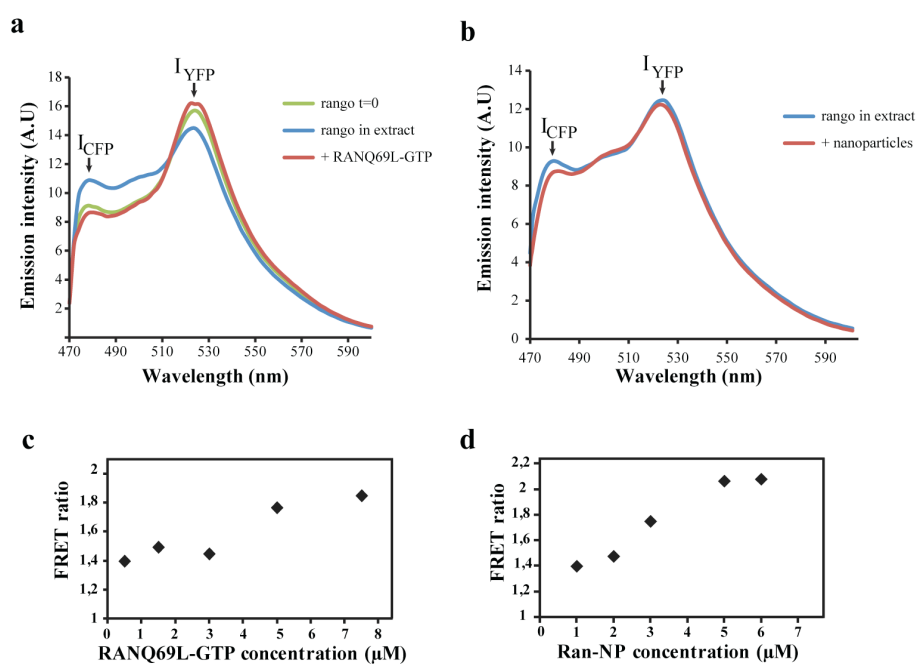 a
I YFP
I CFP
Emission intensity (A.U)
18
16
14
12
10
8
6
4
2
470 490 510 530 550 570 590
Wavelength (nm)
rango t=0
rango in extract
+ RANQ69L-GTP
b
I YFP
I CFP
Emission intensity (A.U)
14
12
10
8
6
4
2
0
470 490 510 530 550 570 590
Wavelength (nm)
rango in extract
+ nanoparticles
c
FRET ratio
2
1,8
1,6
1,4
1,2
1
0 1 2 3 4 5 6 7 8
RANQ69L-GTP concentration (µM)
d
FRET ratio
2,2
2
1,8
1,6
1,4
1,2
1
0 1 2 3 4 5 6 7
Ran-NP concentration (µM)